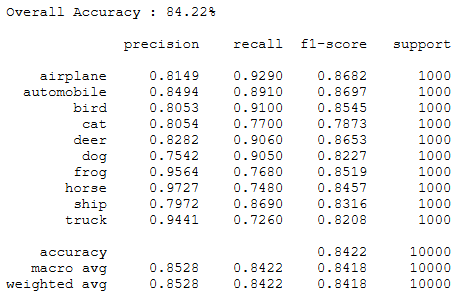 Overall Accuracy : 84.22%
precision recall f1-score support
airplane 0.8149 0.9290 0.8682 1000
automobile 0.8494 0.8910 0.8697 1000
bird 0.8053 0.9100 0.8545 1000
cat 0.8054 0.7700 0.7873 1000
deer 0.8282 0.9060 0.8653 1000
dog 0.7542 0.9050 0.8227 1000
frog 0.9564 0.7680 0.8519 1000
horse 0.9727 0.7480 0.8457 1000
ship 0.7972 0.8690 0.8316 1000
truck 0.9441 0.7260 0.8208 1000
accuracy 0.8422 10000
macro avg 0.8528 0.8422 0.8418 10000
weighted avg 0.8528 0.8422 0.8418 10000